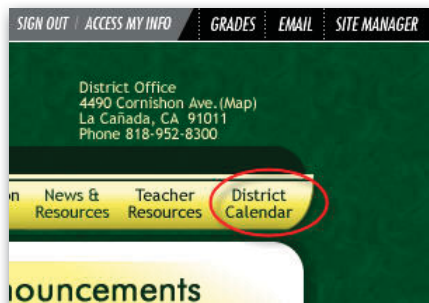 SIGN OUT | ACCESS MY INFO GRADES EMAIL SITE MANAGER
District Office
4490 Cornishon Ave.(Map)
La Cañada, CA 91011
Phone 818-952-8300
on News & Teacher District
Resources Resources Calendar
nouncements